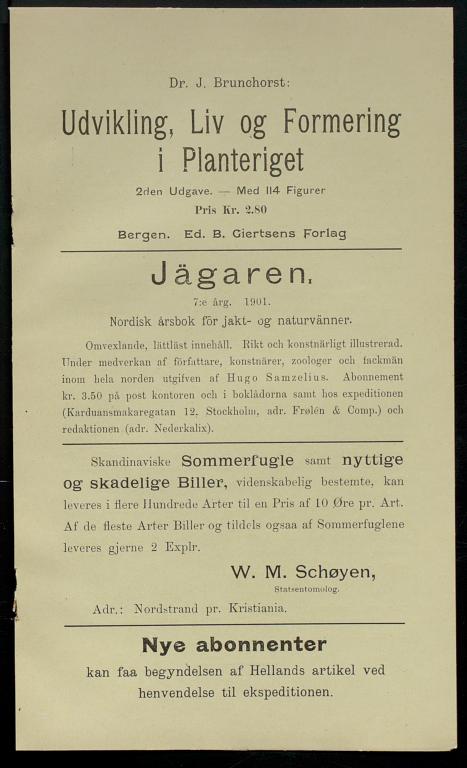 Dr. J. Brunchorst:
Udvikling, Liv og Formering
i Planteriget
2den Udgave. — Med 114 Figurer
Pris Kr. 2.80
Bergen. Ed. B. Giertsens Forlag
Jägaren,
7:e årg. 1901.
Nordisk årsbok för jakt- og naturvänner.
Omvexlande, lättläst innehåll. Rikt och konstnärligt illustrerad.
Under medverkan af författare, konstnärer, zoologer och fackmän
inom hela norden utgifven af Hugo Samzelius. Abonnement
kr. 3.50 på post kontoren och i boklådorna samt hos expeditionen
(Karduansmakaregatan 12, Stockholm, adr. Frølén & Comp.) och
redaktionen (adr. Nederkalix).
Skandinaviske Sommerfugle samt nyttige
og skadelige Biller, videnskabelig bestemte, kan
leveres i flere Hundrede Arter til en Pris af 10 Øre pr. Art.
Af de fleste Arter Biller og tildels ogsaa af Sommerfuglene
leveres gjerne 2 Explr.
W. M. Schøyen,
Statsentomolog.
Adr.: Nordstrand pr. Kristiania.
Nye abonnenter
kan faa begyndelsen af Hellands artikel ved
henvendelse til ekspeditionen.